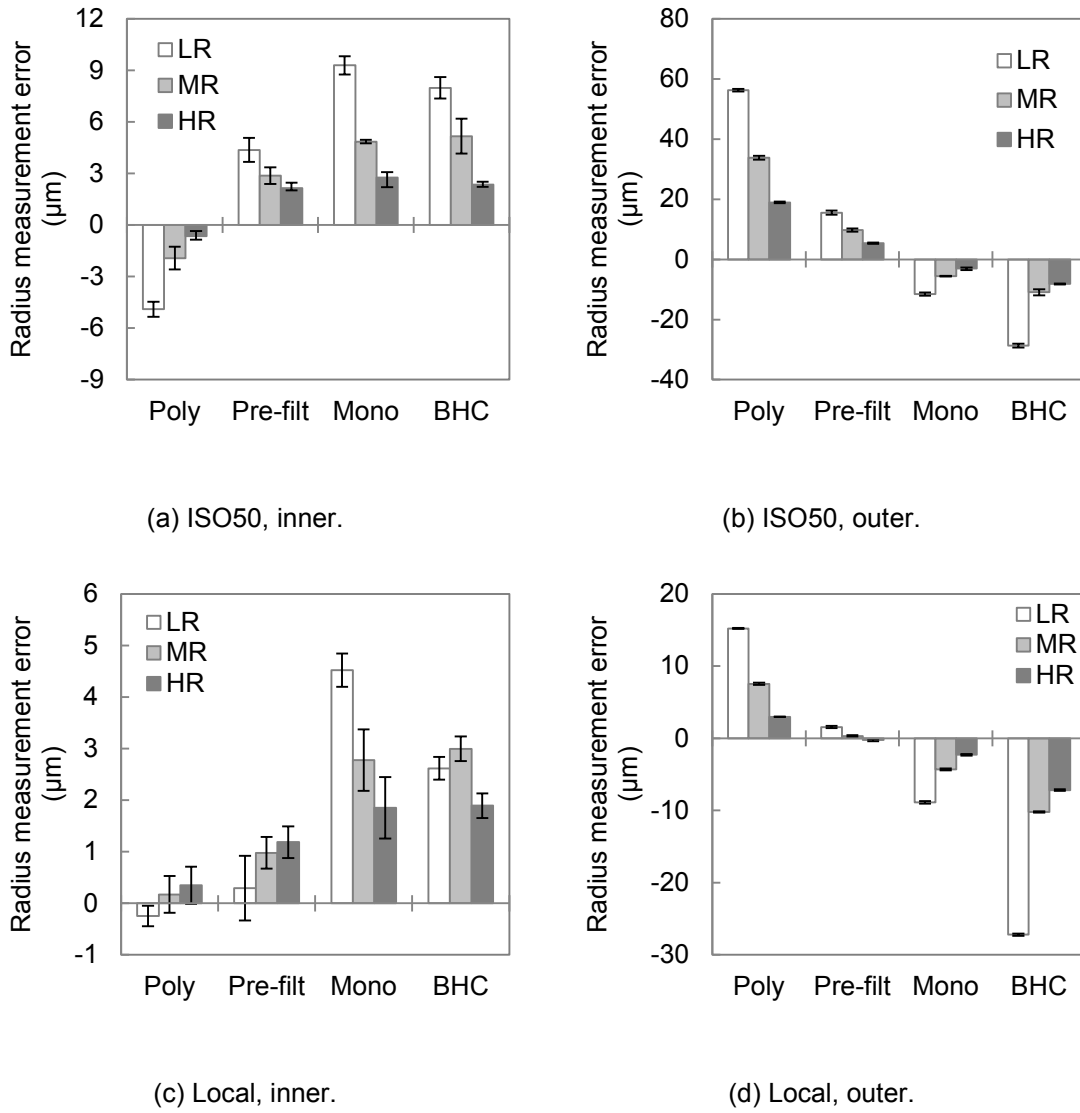 12
9
6
3
0
-3
-6
-9
Radius measurement error
(µm)
LR
MR
HR
Poly Pre-filt Mono BHC
(a) ISO50, inner.
80
60
40
20
0
-20
-40
Radius measurement error
(µm)
LR
MR
HR
Poly Pre-filt Mono BHC
(b) ISO50, outer.
6
5
4
3
2
1
0
-1
Radius measurement error
(µm)
LR
MR
HR
Poly Pre-filt Mono BHC
(c) Local, inner.
20
10
0
-10
-20
-30
Radius measurement error
(µm)
LR
MR
HR
Poly Pre-filt Mono BHC
(d) Local, outer.